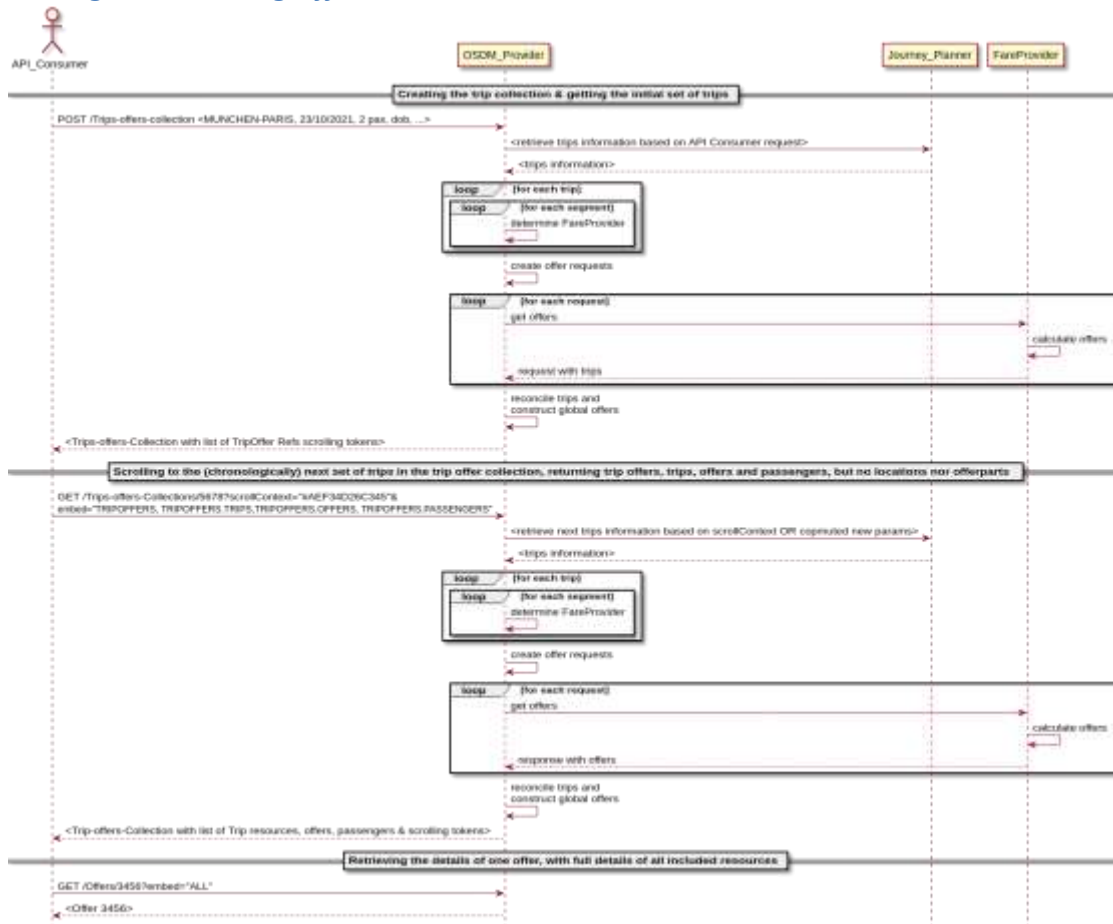 API_Consumer
OSDM_Provider
Journey_Planner
FareProvider
Creating the trip collection & getting the initial set of trips
POST /Trips-offers-collection <MUNCHEN-PARIS, 23/10/2021, 2 pax, dob, ...>
<retrieve trips information based on API Consumer request>
<trips information>
loop
(for each trip)
loop
(for each segment)
determine FareProvider
create offer requests
loop
(for each request)
get offers
calculate offers
request with trips
reconcile trips and
construct global offers
<Trips-offers-Collection with list of TripOffer Refs scrolling tokens>
Scrolling to the (chronologically) next set of trips in the trip offer collection, returning trip offers, trips, offers and passengers, but no locations nor offerparts
GET /Trips-offers-Collections/5678?scrollContext="xAEF34D26C345"&
embed="TRIPOFFERS, TRIPOFFERS.TRIPS,TRIPOFFERS.OFFERS, TRIPOFFERS.PASSENGERS"
<retrieve next trips information based on scrollContext OR copmuted new params>
<trips information>
loop
(for each trip)
loop
(for each segment)
determine FareProvider
create offer requests
loop
(for each request)
get offers
calculate offers
response with offers
reconcile trips and
construct global offers
<Trip-offers-Collection with list of Trip resources, offers, passengers & scrolling tokens>
Retrieving the details of one offer, with full details of all included resources
GET /Offers/3456?embed="ALL"
<Offer 3456>